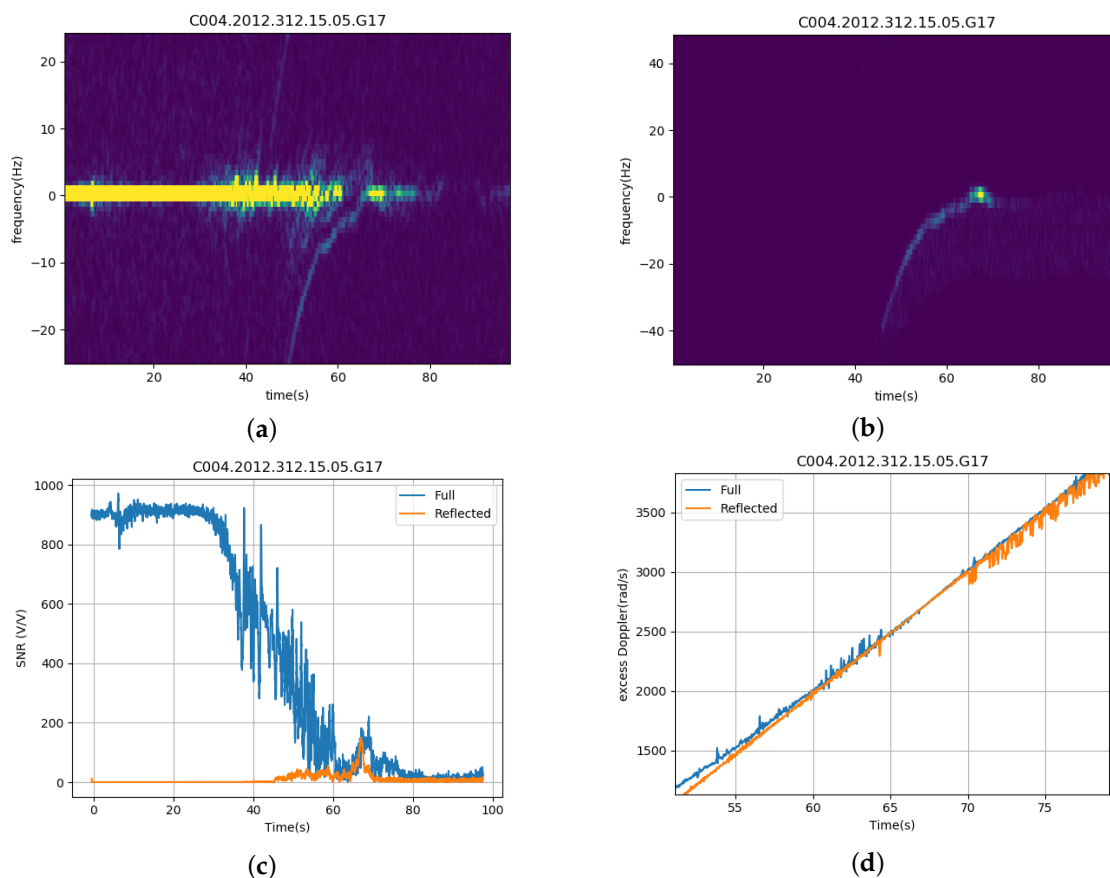 C004.2012.312.15.05.G17
20
10
0
−10
−20
frequency(Hz)
20
40
60
80
time(s)
(a)
C004.2012.312.15.05.G17
40
20
0
−20
−40
frequency(Hz)
20
40
60
80
time(s)
(b)
C004.2012.312.15.05.G17
1000
800
600
400
200
0
SNR (V/V)
Full
Reflected
0
20
40
60
80
100
Time(s)
(c)
C004.2012.312.15.05.G17
3500
3000
2500
2000
1500
excess Doppler(rad/s)
Full
Reflected
55
60
65
70
75
Time(s)
(d)